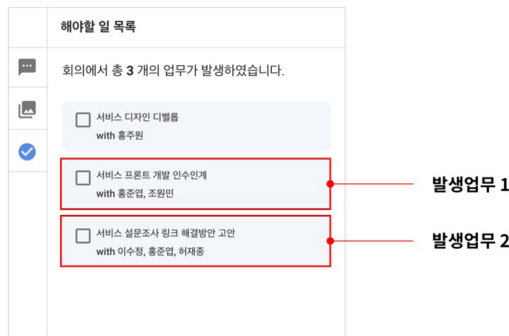 해야할 일 목록
회의에서 총 3 개의 업무가 발생하였습니다.
서비스 디자인 디벨롭
with 홍주원
서비스 프론트 개발 인수인계
with 홍준엽, 조원민
발생업무 1
서비스 설문조사 링크 해결방안 고안
with 이수정, 홍준엽, 허재종
발생업무 2